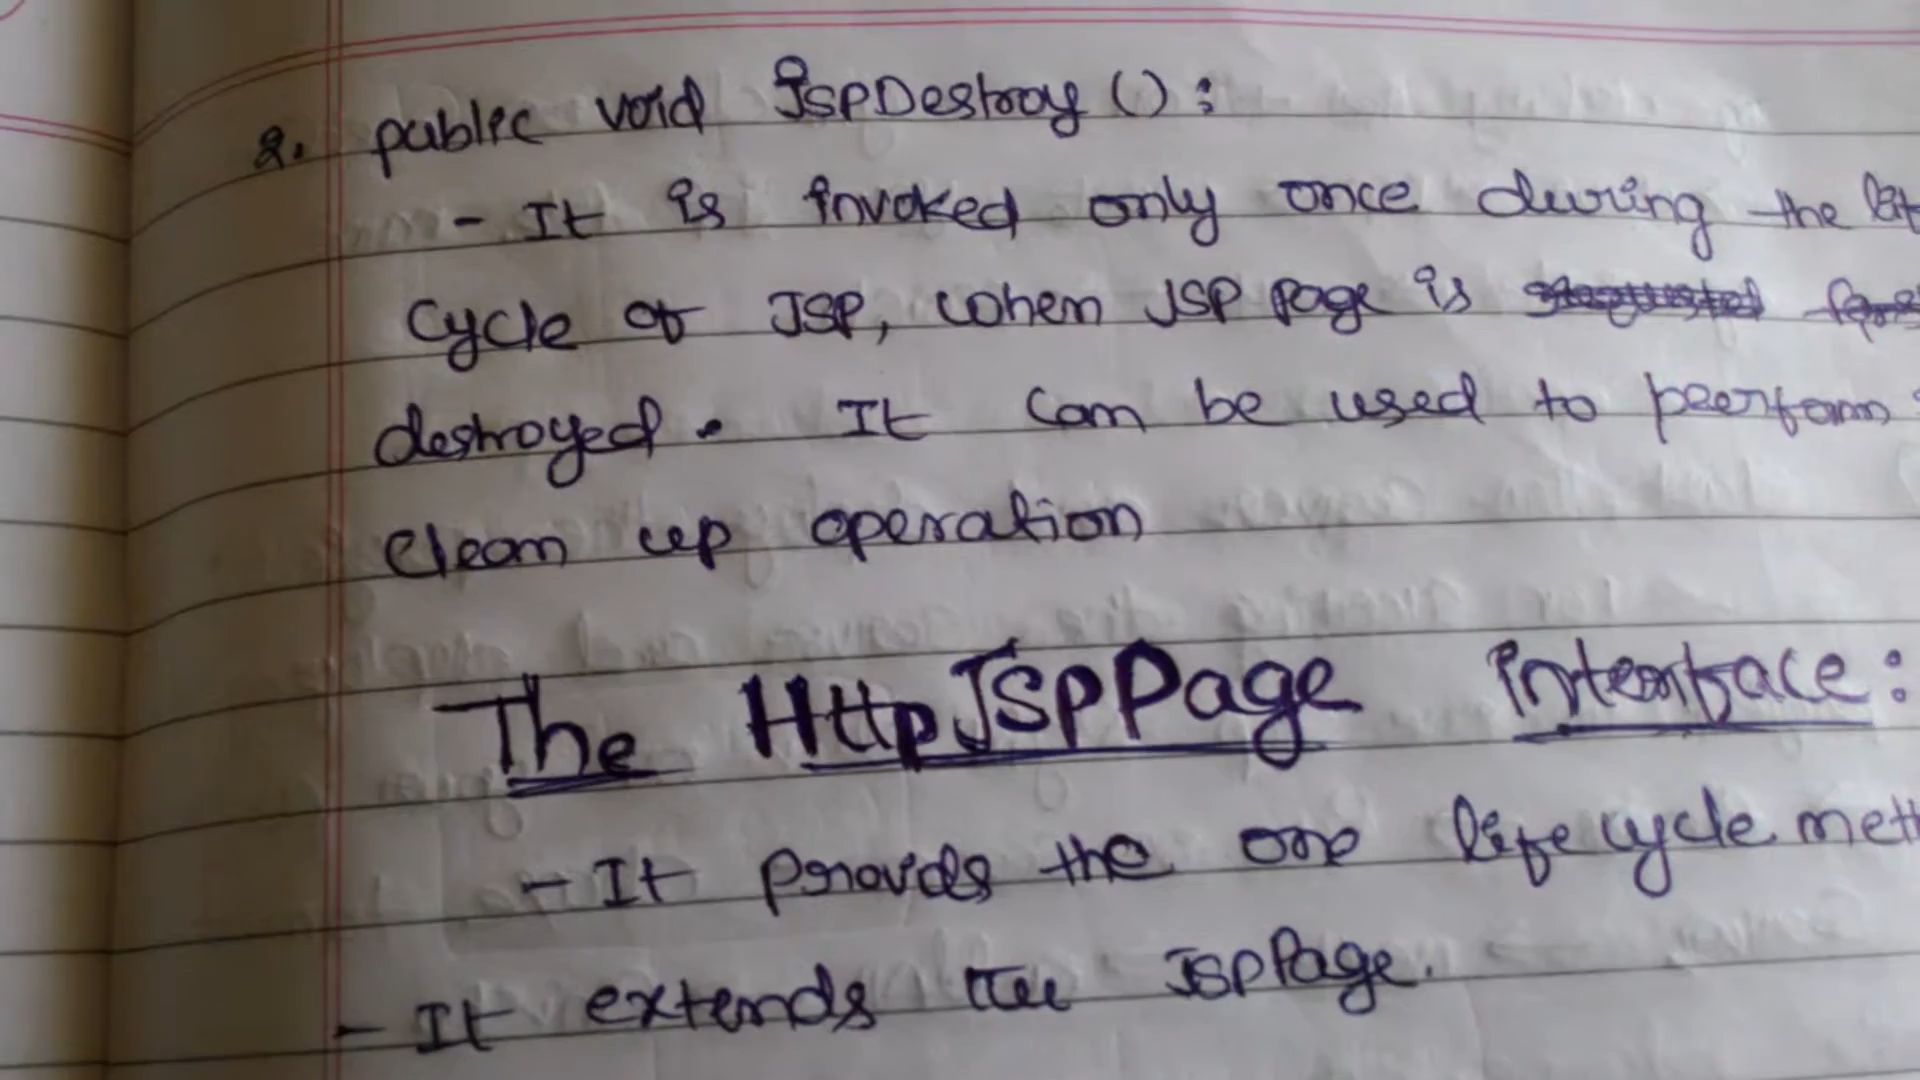 2. public void JspDestroy () :
- It is invoked only once during the
Cycle of JSP, when JSP page is
destroyed. It can be used to perform
Clean up operation
The HttpJspPage interface :
- It provids the one life cycle
- It extends the JspPage.